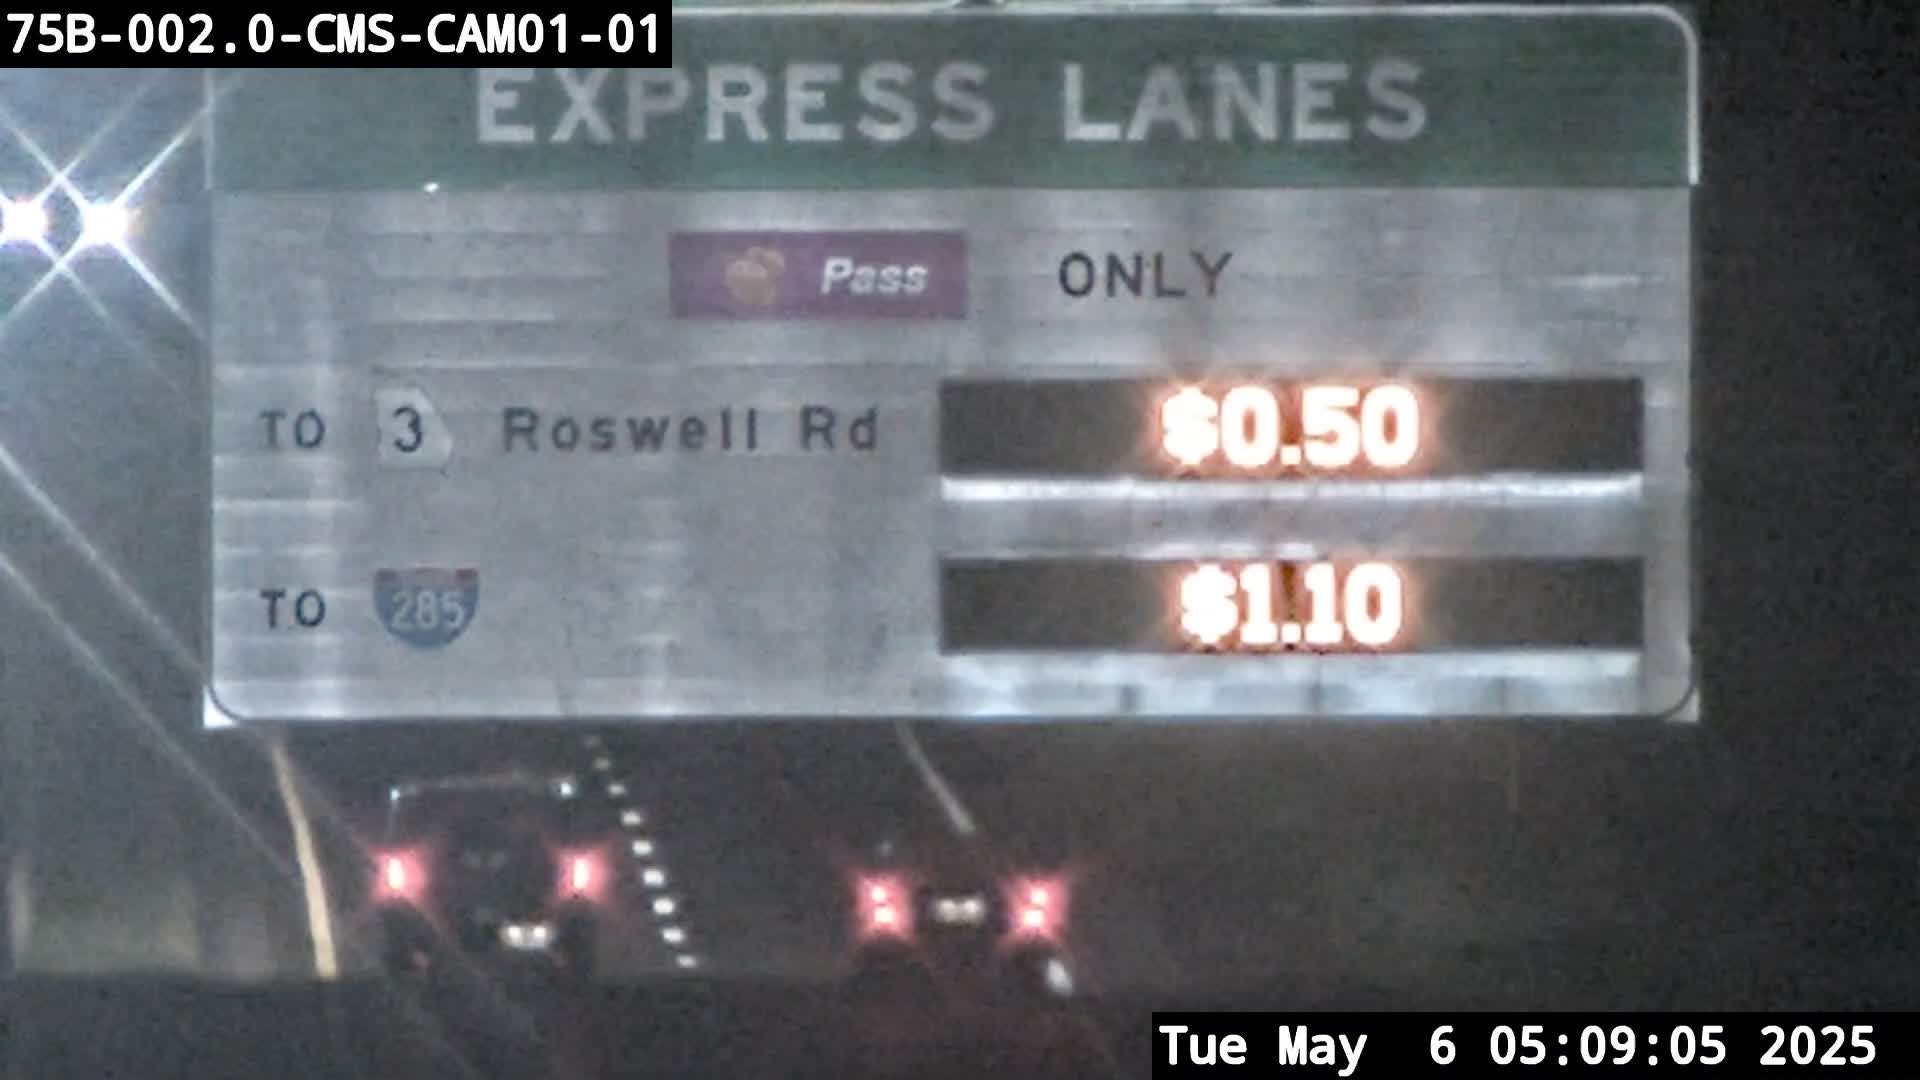 75B-002.0-CMS-CAM01-01
EXPRESS LANES
Pass ONLY
TO 3 Roswell Rd $0.50
TO 285 $1.10
Tue May 6 05:09:05 2025